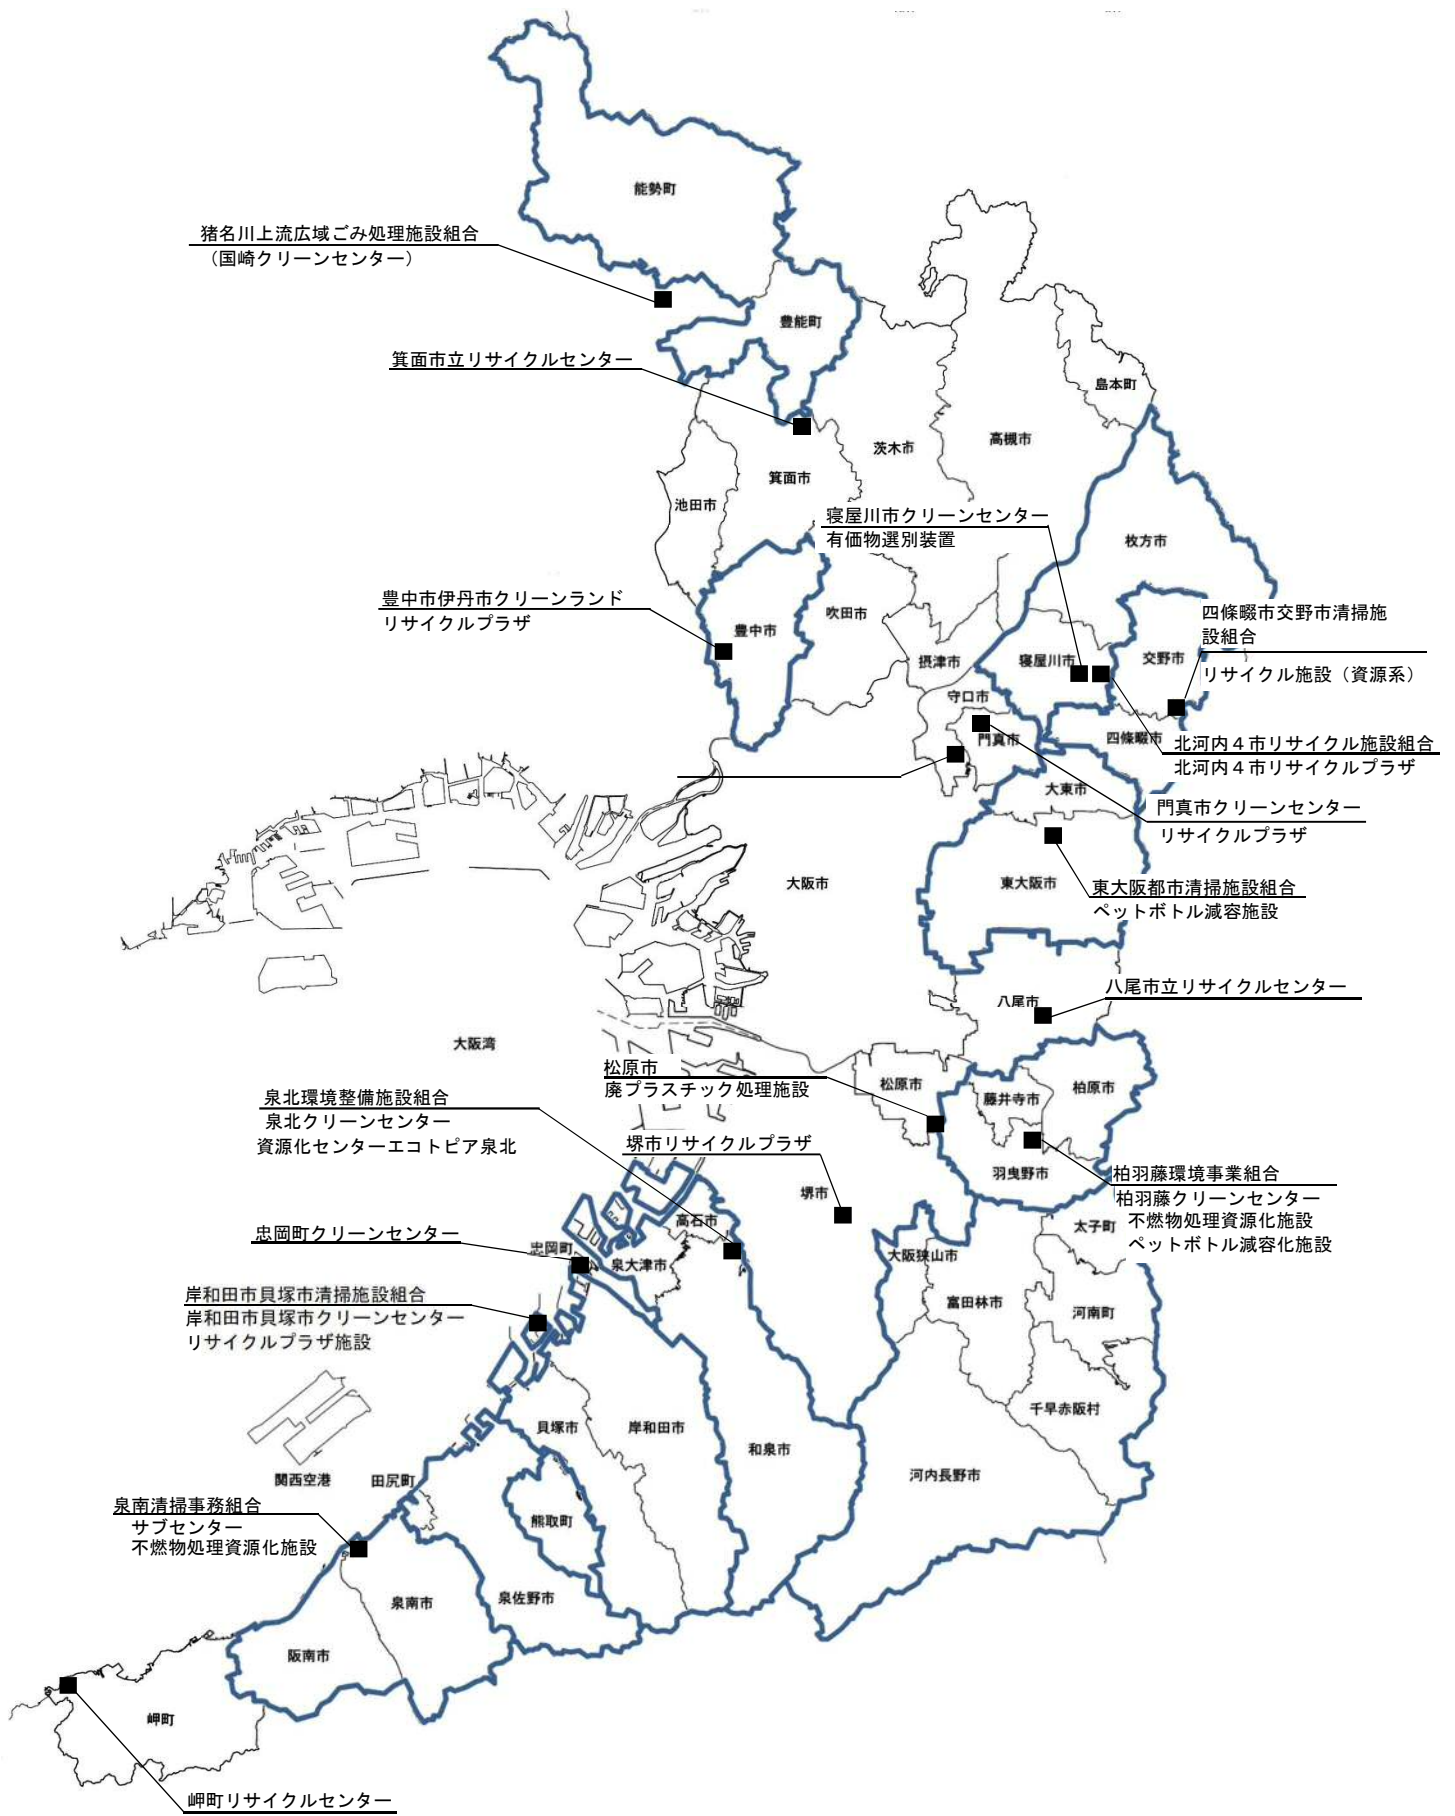 能勢町
猪名川上流広域ごみ処理施設組合
（国崎クリーンセンター）
豊能町
箕面市立リサイクルセンター
島本町
高槻市
茨木市
箕面市
池田市
寝屋川市クリーンセンター
有価物選別装置
枚方市
豊中市伊丹市クリーンランド
リサイクルプラザ
吹田市
豊中市
四條畷市交野市清掃施
設組合
リサイクル施設（資源系）
摂津市
寝屋川市
交野市
守口市
門真市
四條畷市
北河内４市リサイクル施設組合
北河内４市リサイクルプラザ
大東市
門真市クリーンセンター
リサイクルプラザ
大阪市
東大阪市
東大阪都市清掃施設組合
ペットボトル減容施設
八尾市
八尾市立リサイクルセンター
大阪湾
松原市
廃プラスチック処理施設
松原市
藤井寺市
柏原市
泉北環境整備施設組合
泉北クリーンセンター
資源化センターエコトピア泉北
堺市リサイクルプラザ
堺市
羽曳野市
柏羽藤環境事業組合
柏羽藤クリーンセンター
不燃物処理資源化施設
ペットボトル減容化施設
太子町
高石市
忠岡町クリーンセンター
忠岡町
泉大津市
大阪狭山市
富田林市
河南町
岸和田市貝塚市清掃施設組合
岸和田市貝塚市クリーンセンター
リサイクルプラザ施設
千早赤阪村
貝塚市
岸和田市
和泉市
河内長野市
関西空港
田尻町
熊取町
泉南清掃事務組合
サブセンター
不燃物処理資源化施設
泉南市
泉佐野市
阪南市
岬町
岬町リサイクルセンター